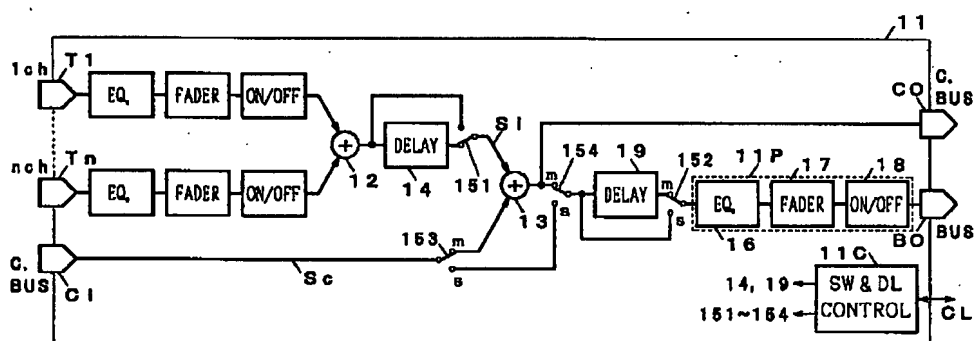 11
1ch T1
EQ. FADER ON/OFF
CO C. BUS
SI
DELAY
12 14 151
154 19 152 11P 17 18
nch Tn
EQ. FADER ON/OFF
m DELAY m
EQ. FADER ON/OFF
13
s s
BO BUS
16
153 m
s
C. BUS CI
Sc
11C
14, 19 SW & DL
151~154 CONTROL
CL